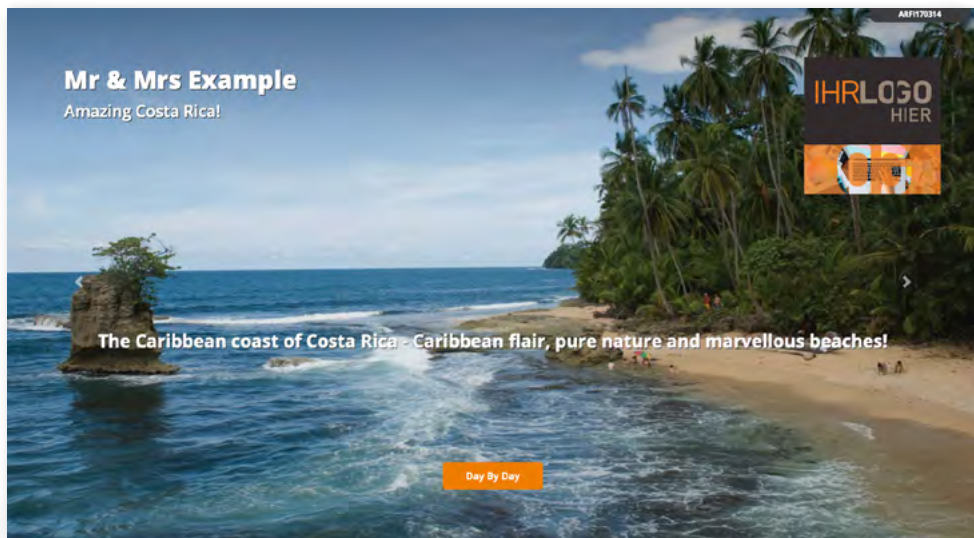 ARFI170314
Mr & Mrs Example
Amazing Costa Rica!
IHRLOGO
HIER
The Caribbean coast of Costa Rica - Caribbean flair, pure nature and marvellous beaches!
Day By Day